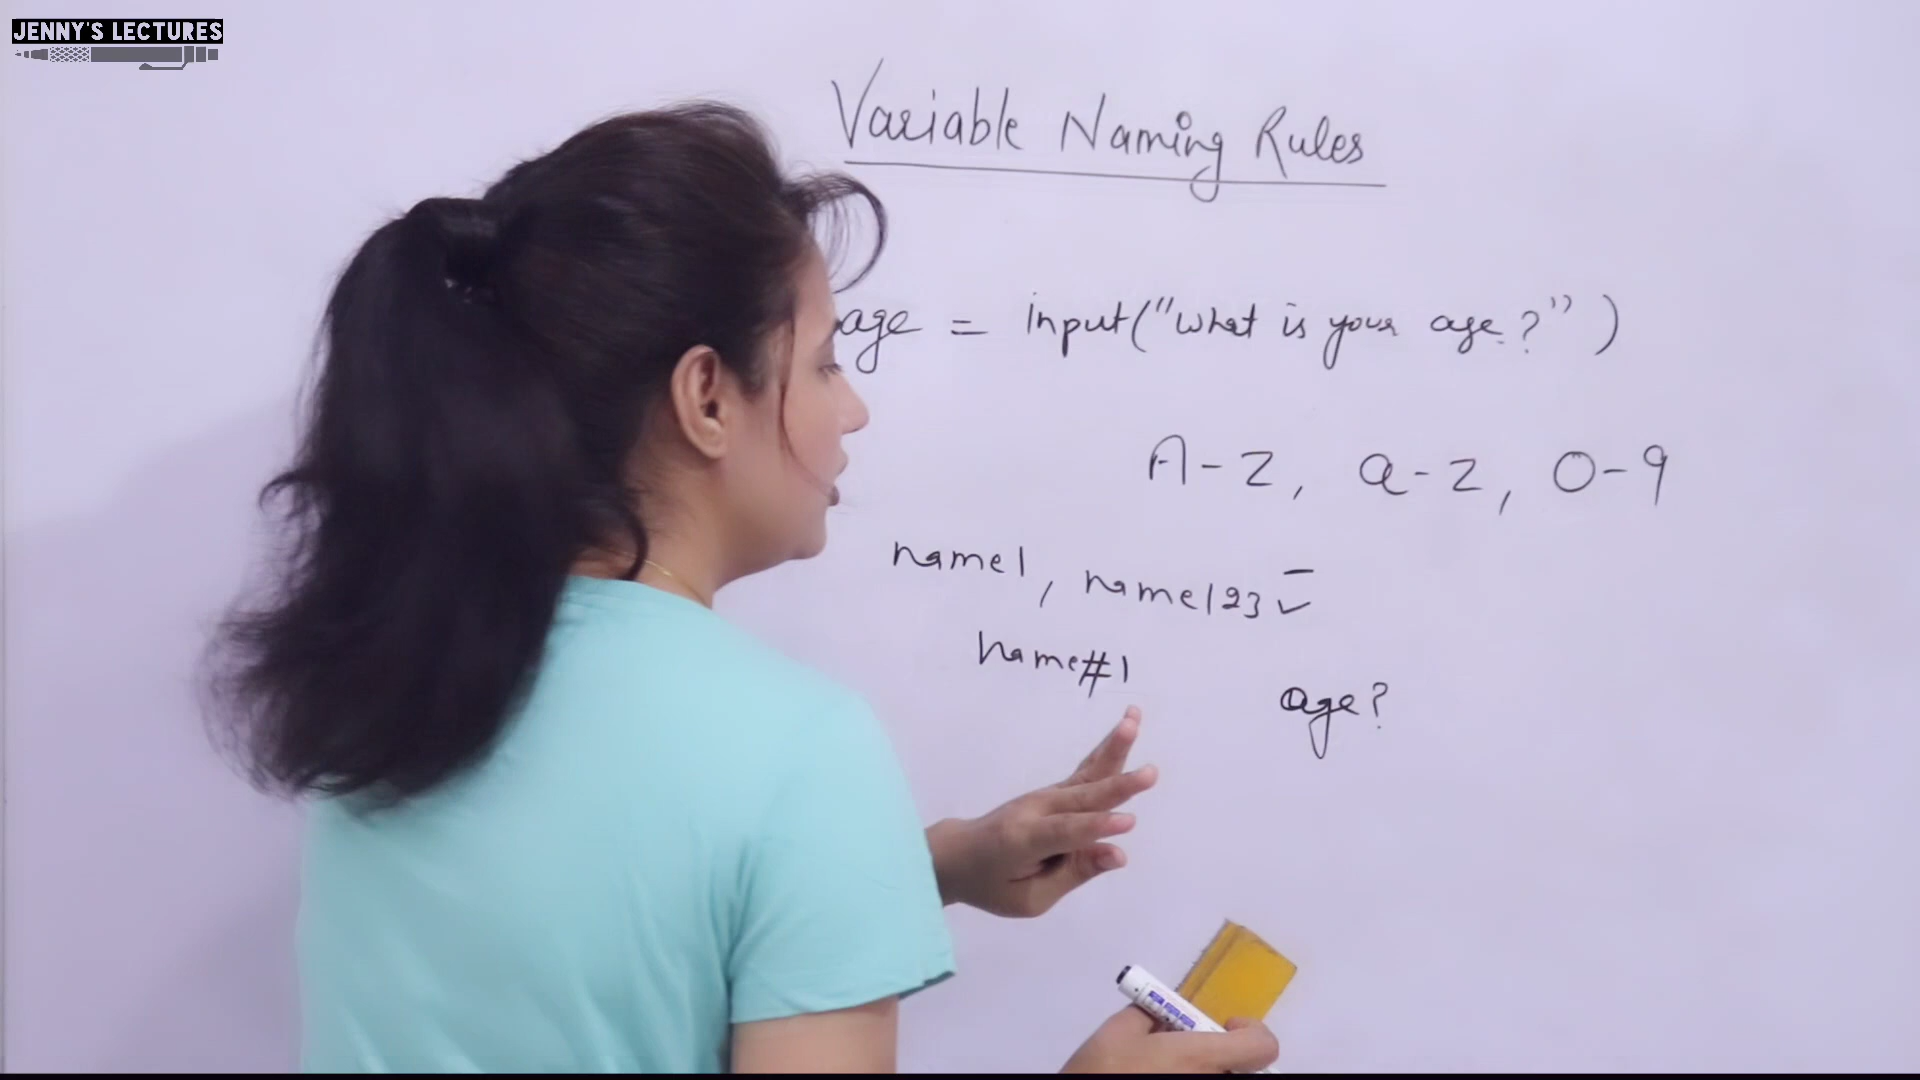 JENNY'S LECTURES
Variable Naming Rules
age = input("What is your age?")
A-Z, a-z, 0-9
name1, name123
name#1
age?